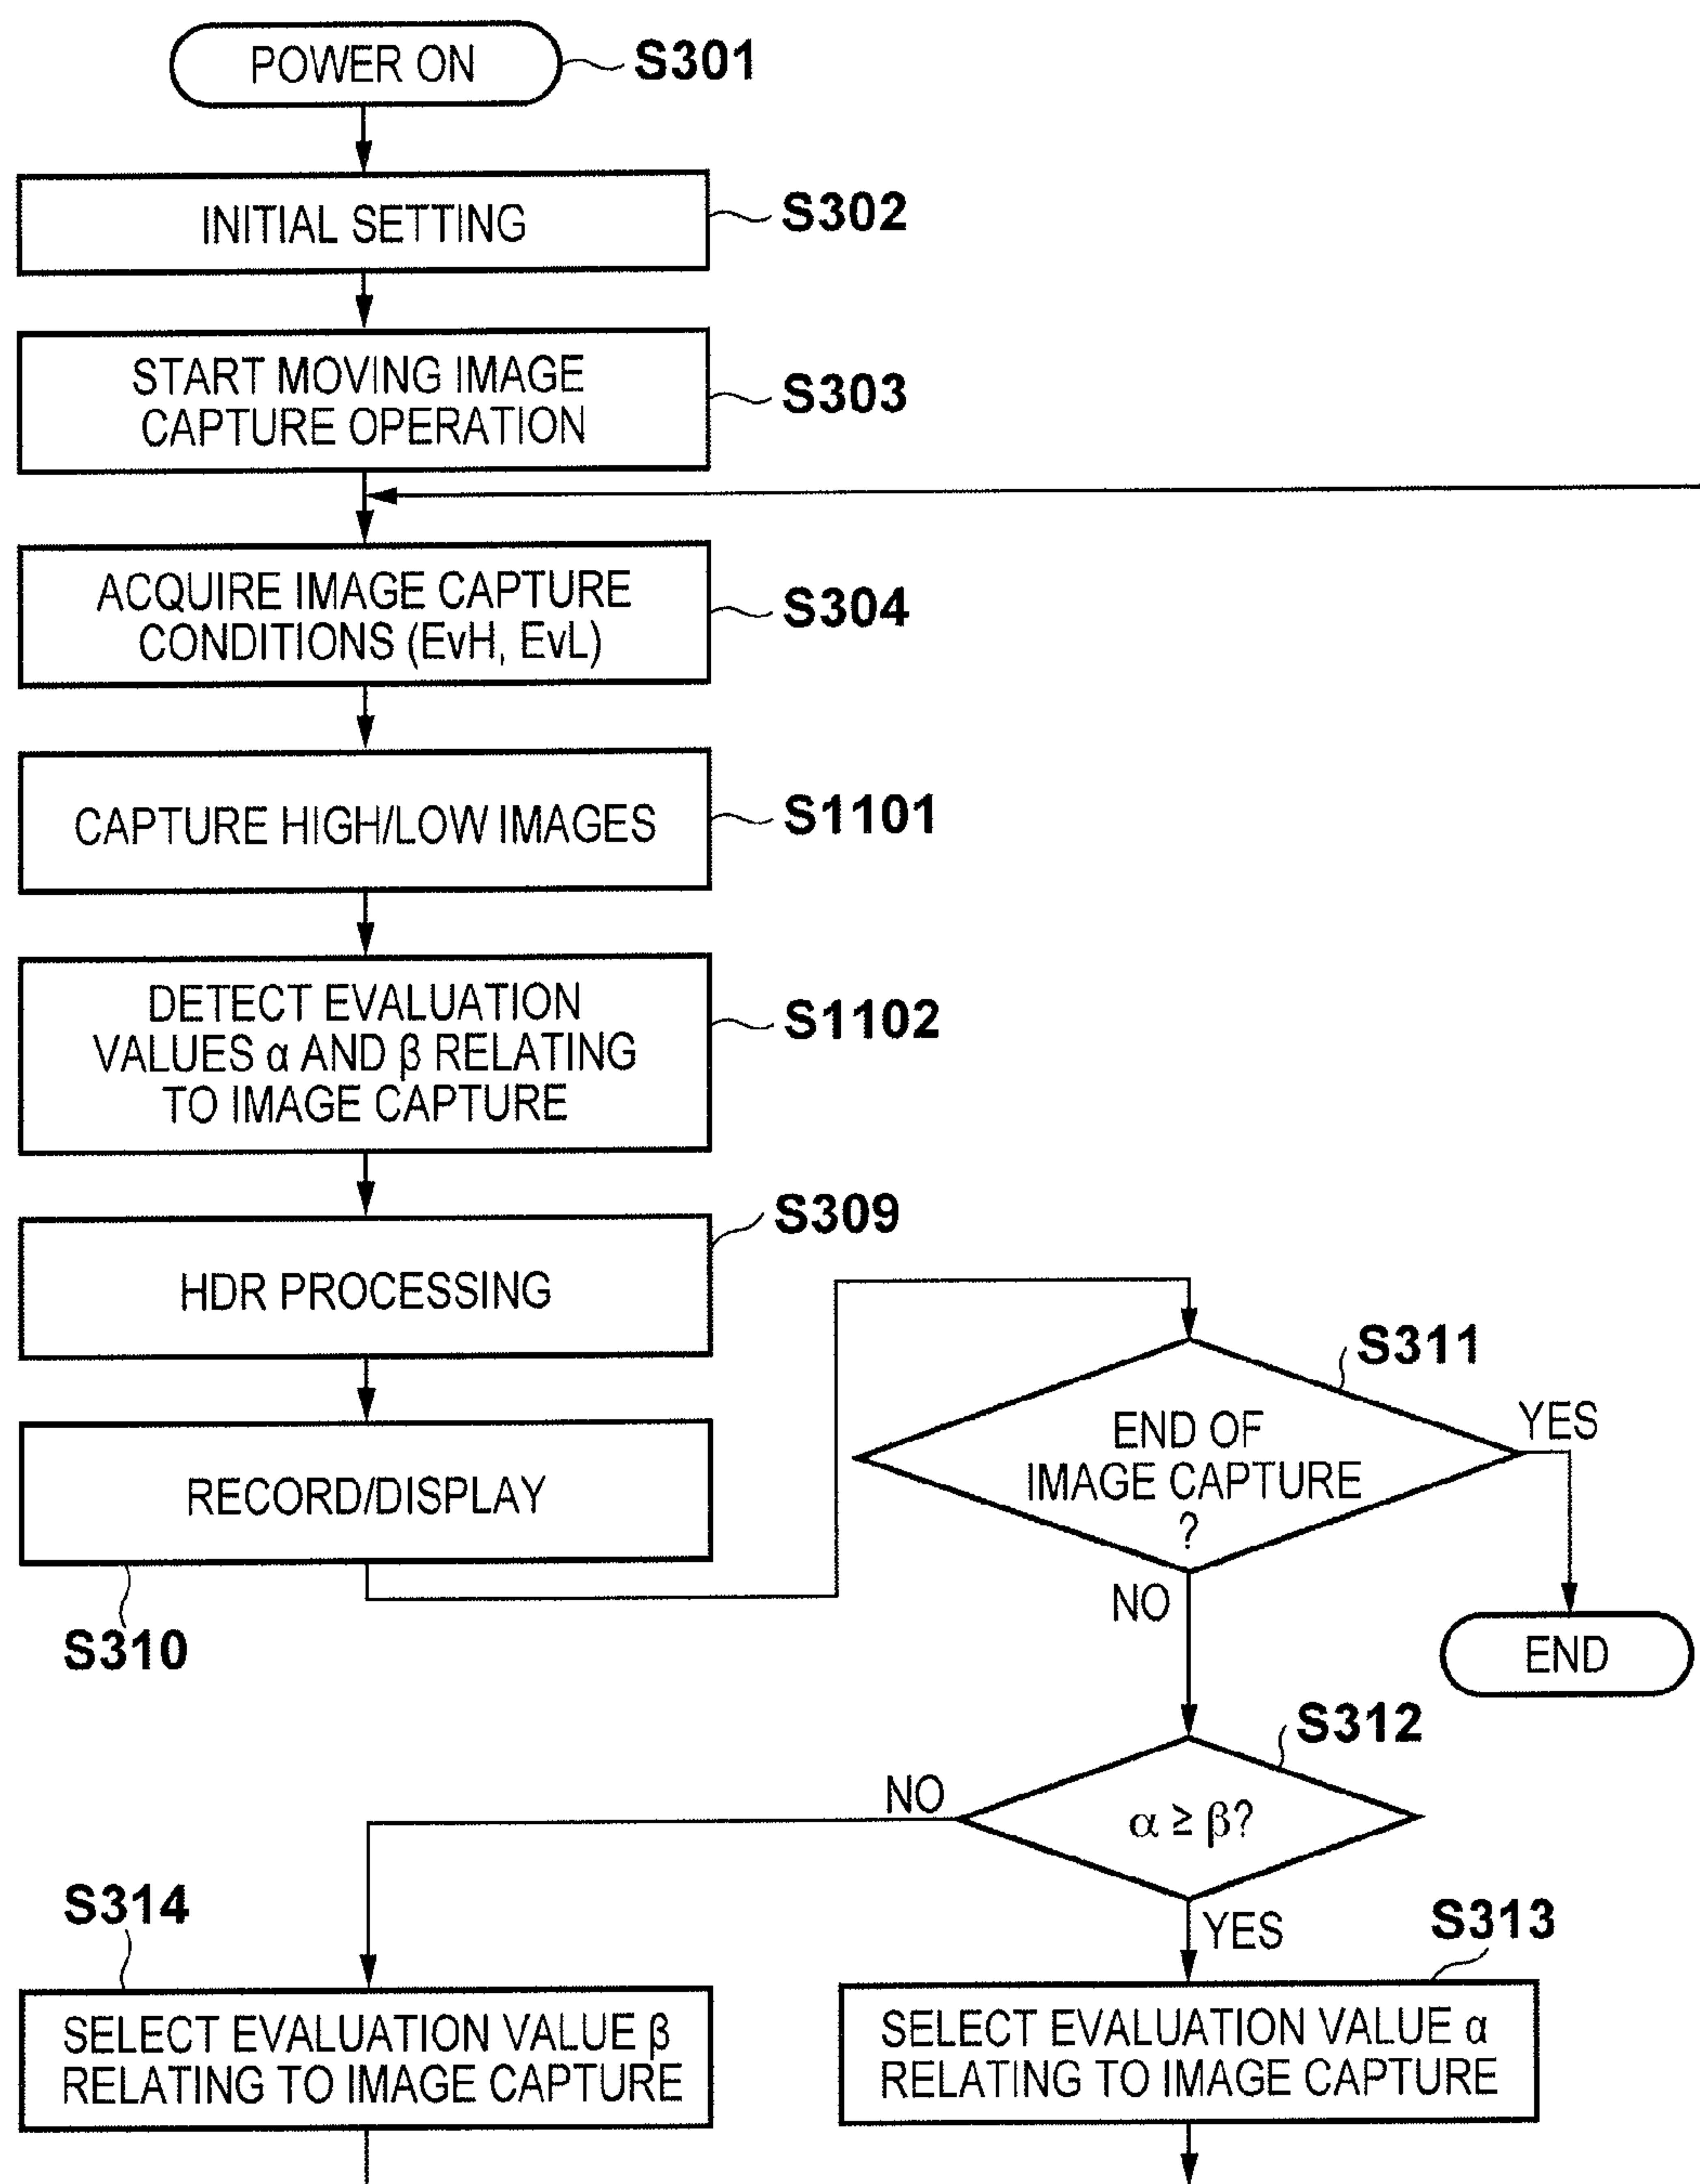 POWER ON
S301
INITIAL SETTING
S302
START MOVING IMAGE
CAPTURE OPERATION
S303
ACQUIRE IMAGE CAPTURE
CONDITIONS (EvH, EvL)
S304
CAPTURE HIGH/LOW IMAGES
S1101
DETECT EVALUATION
VALUES α AND β RELATING
TO IMAGE CAPTURE
S1102
HDR PROCESSING
S309
RECORD/DISPLAY
S310
END OF
IMAGE CAPTURE
?
S311
YES
NO
END
α ≥ β?
S312
NO
YES
S314
SELECT EVALUATION VALUE β
RELATING TO IMAGE CAPTURE
S313
SELECT EVALUATION VALUE α
RELATING TO IMAGE CAPTURE